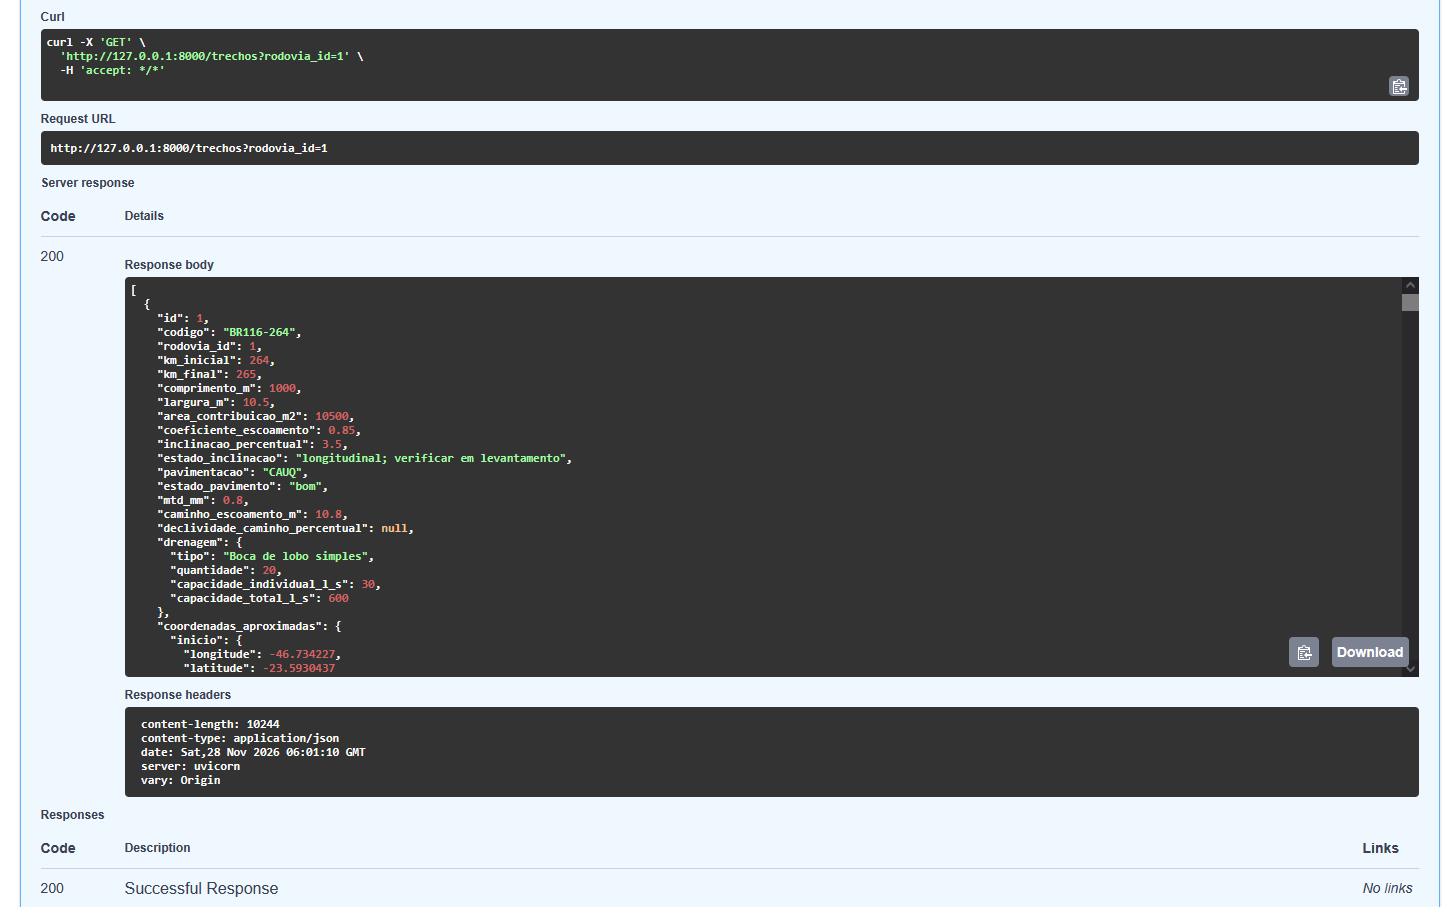 Curl
curl -X 'GET' \
  'http://127.0.0.1:8000/trechos?rodovia_id=1' \
  -H 'accept: */*'
Request URL
http://127.0.0.1:8000/trechos?rodovia_id=1
Server response
Code Details
200
Response body
[
  {
    "id": 1,
    "codigo": "BR116-264",
    "rodovia_id": 1,
    "km_inicial": 264,
    "km_final": 265,
    "comprimento_m": 1000,
    "largura_m": 10.5,
    "area_contribuicao_m2": 10500,
    "coeficiente_escoamento": 0.85,
    "inclinacao_percentual": 3.5,
    "estado_inclinacao": "longitudinal; verificar em levantamento",
    "pavimentacao": "CAUQ",
    "estado_pavimento": "bom",
    "mtd_mm": 0.8,
    "caminho_escoamento_m": 10.8,
    "declividade_caminho_percentual": null,
    "drenagem": {
      "tipo": "Boca de lobo simples",
      "quantidade": 20,
      "capacidade_individual_l_s": 30,
      "capacidade_total_l_s": 600
    },
    "coordenadas_aproximadas": {
      "inicio": {
        "longitude": -46.734227,
        "latitude": -23.5930437
Download
Response headers
content-length: 10244
content-type: application/json
date: Sat,28 Nov 2026 06:01:10 GMT
server: uvicorn
vary: Origin
Responses
Code Description Links
200 Successful Response No links